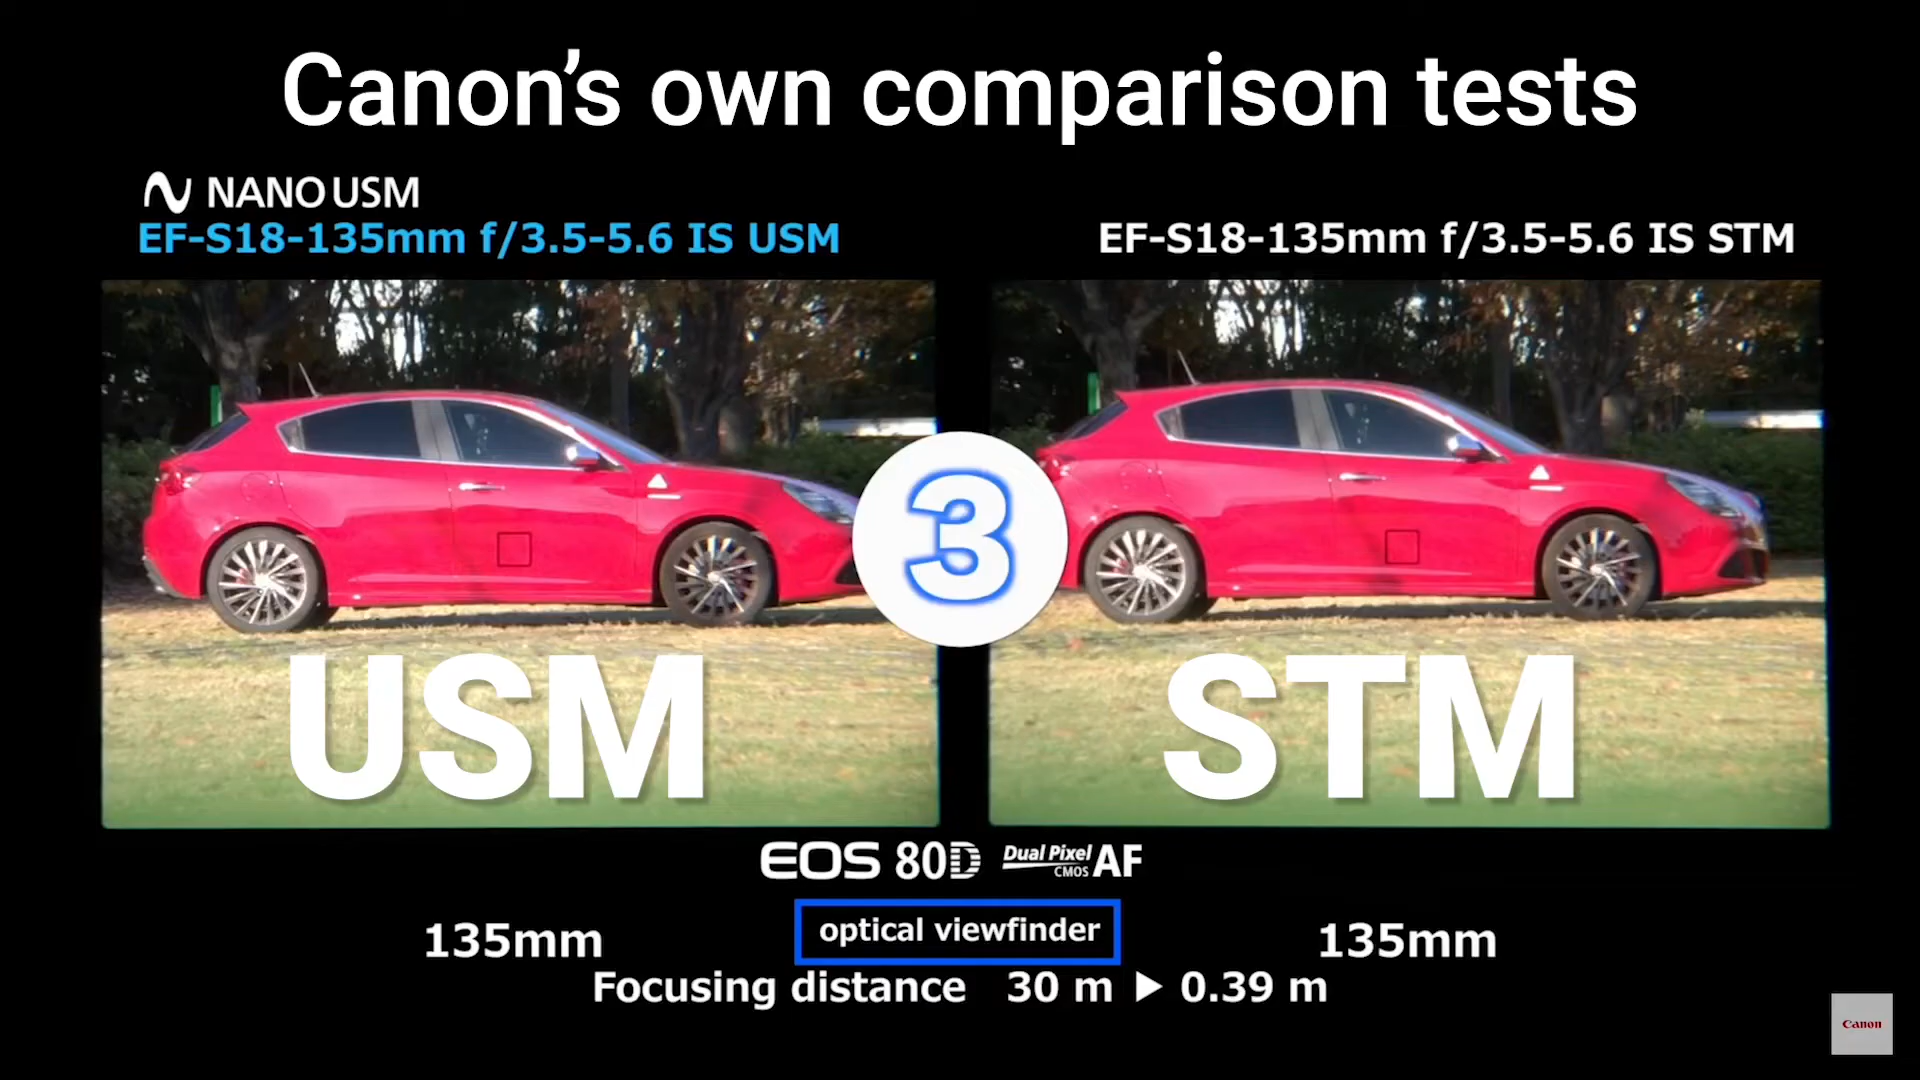 Canon’s own comparison tests
NANO USM
EF-S18-135mm f/3.5-5.6 IS USM
EF-S18-135mm f/3.5-5.6 IS STM
3
USM
STM
EOS 80D Dual Pixel CMOS AF
135mm
optical viewfinder
135mm
Focusing distance 30 m ▶ 0.39 m
Canon